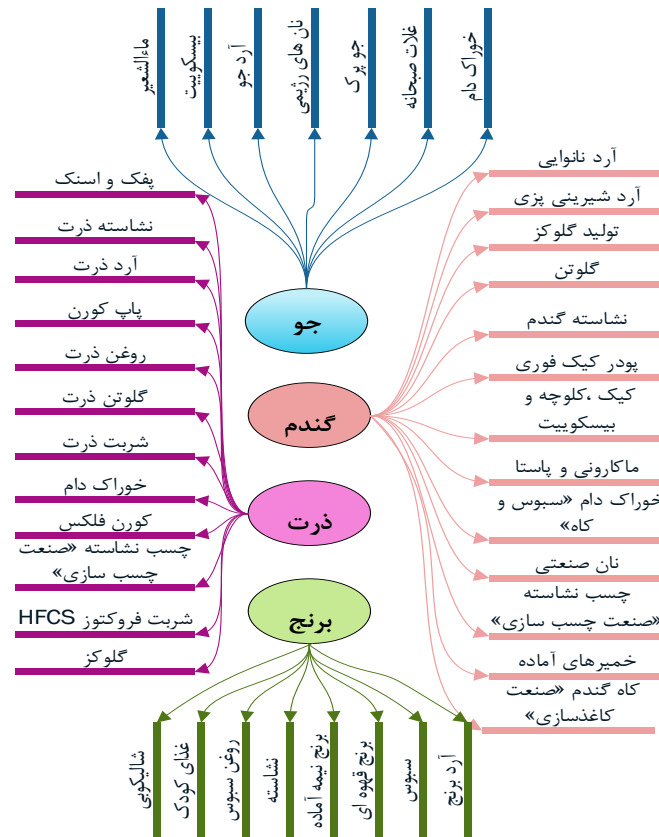 ماءالشعیر
بیسکوییت
آرد جو
نان های رژیمی
جو پرک
غلات صبحانه
خوراک دام
جو
آرد نانوایی
آرد شیرینی پزی
تولید گلوکز
گلوتن
نشاسته گندم
پودر کیک فوری
کیک ،کلوچه و
بیسکوییت
ماکارونی و پاستا
خوراک دام «سبوس و
کاه»
نان صنعتی
چسب نشاسته
«صنعت چسب سازی»
خمیرهای آماده
کاه گندم «صنعت
کاغذسازی»
گندم
پفک و اسنک
نشاسته ذرت
آرد ذرت
پاپ کورن
روغن ذرت
گلوتن ذرت
شربت ذرت
خوراک دام
کورن فلکس
چسب نشاسته «صنعت
چسب سازی»
شربت فروکتوز HFCS
گلوکز
ذرت
برنج
شالیکوبی
غذای کودک
روغن سبوس
نشاسته
برنج نیمه آماده
برنج قهوه ای
سبوس
آرد برنج